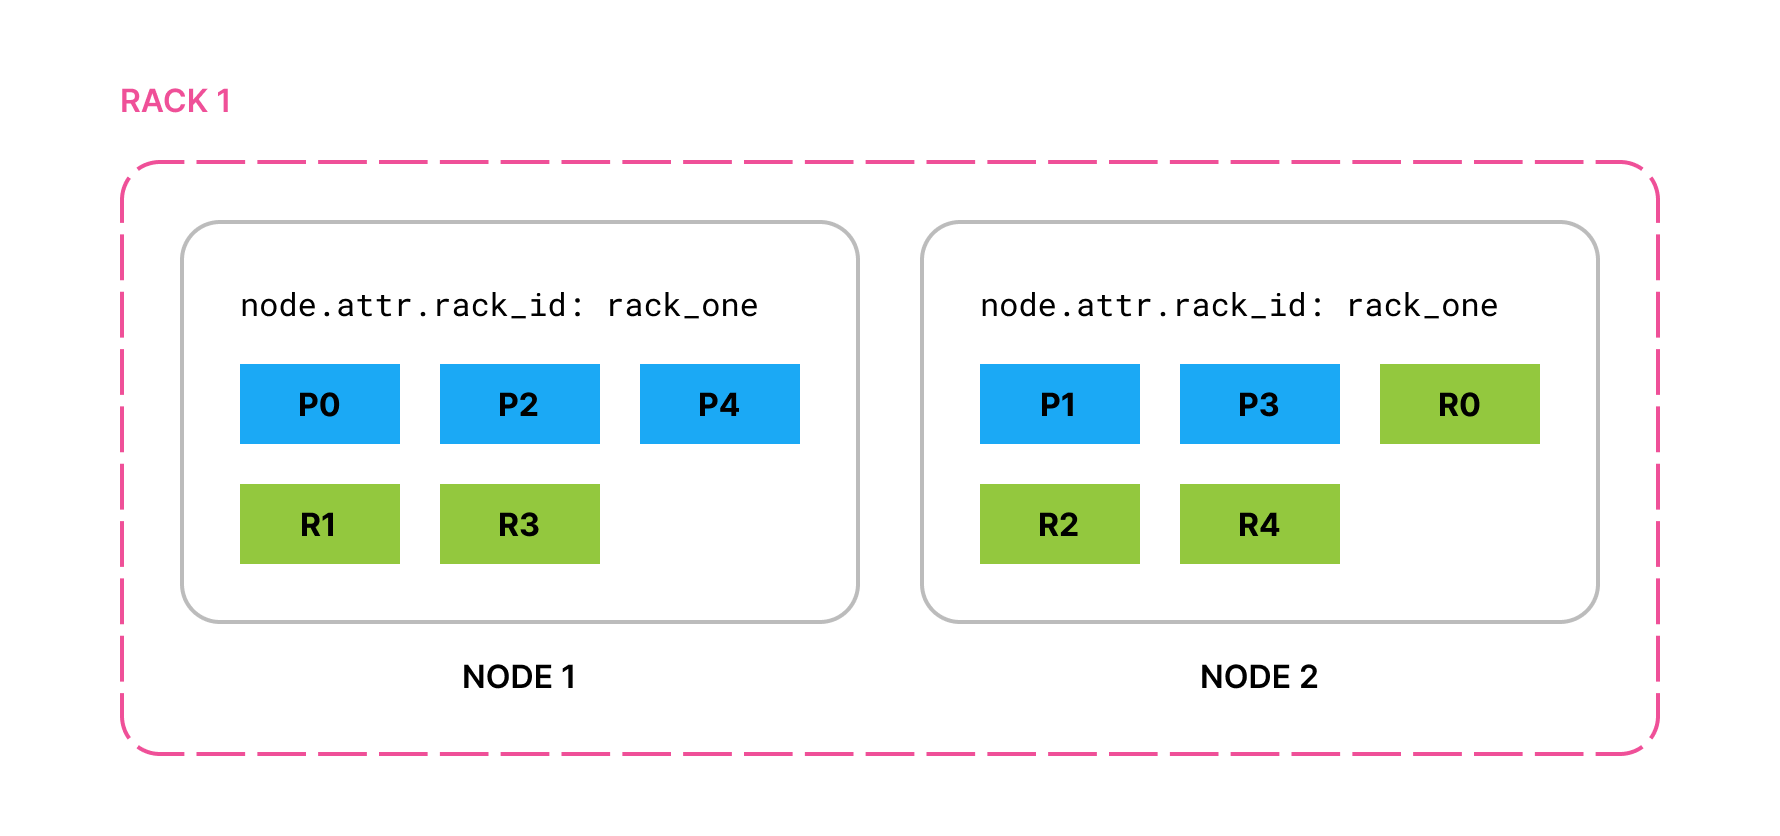 RACK 1
node.attr.rack_id: rack_one
P0 P2 P4
R1 R3
NODE 1
node.attr.rack_id: rack_one
P1 P3 R0
R2 R4
NODE 2